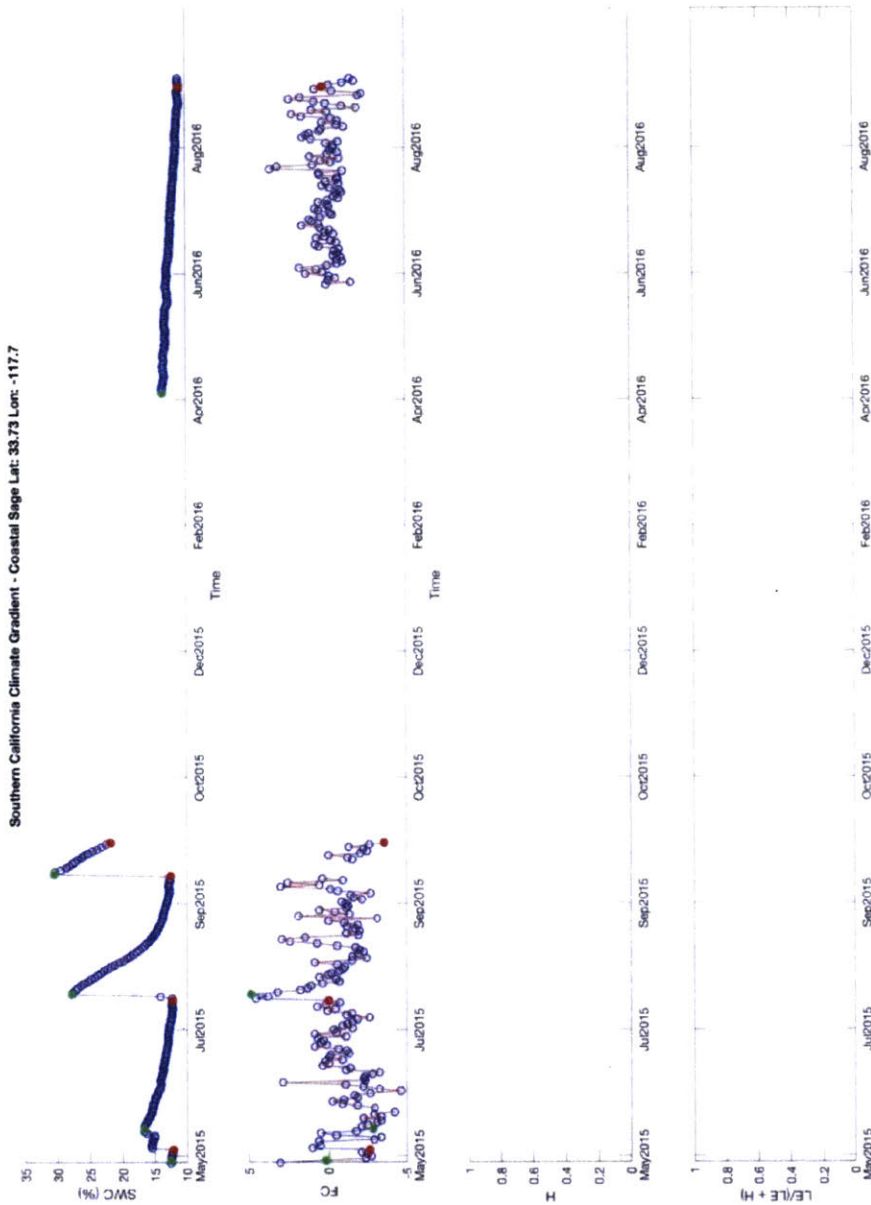 Southern California Climate Gradient - Coastal Sage Lat: 33.73 Lon: -117.7
35
30
25
20
15
10
SWC (%)
May2015 Jul2015 Sep2015 Oct2015 Dec2015 Feb2016 Apr2016 Jun2016 Aug2016
Time
5
0
-5
FC
May2015 Jul2015 Sep2015 Oct2015 Dec2015 Feb2016 Apr2016 Jun2016 Aug2016
Time
1
0.8
0.6
0.4
0.2
0
H
May2015 Jul2015 Sep2015 Oct2015 Dec2015 Feb2016 Apr2016 Jun2016 Aug2016
1
0.8
0.6
0.4
0.2
0
LE/(LE + H)
May2015 Jul2015 Sep2015 Oct2015 Dec2015 Feb2016 Apr2016 Jun2016 Aug2016